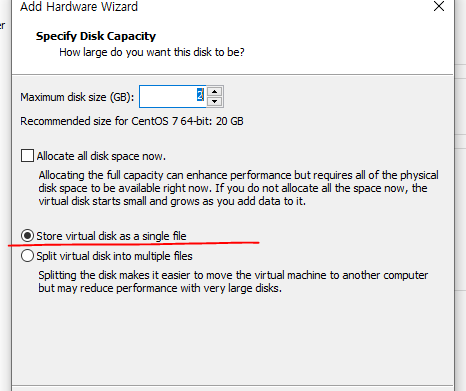 Add Hardware Wizard
Specify Disk Capacity
How large do you want this disk to be?
Maximum disk size (GB): 2
Recommended size for CentOS 7 64-bit: 20 GB
Allocate all disk space now.
Allocating the full capacity can enhance performance but requires all of the physical
disk space to be available right now. If you do not allocate all the space now, the
virtual disk starts small and grows as you add data to it.
Store virtual disk as a single file
Split virtual disk into multiple files
Splitting the disk makes it easier to move the virtual machine to another computer
but may reduce performance with very large disks.